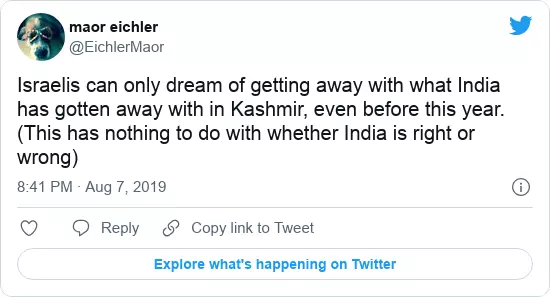 maor eichler
@EichlerMaor
Israelis can only dream of getting away with what India
has gotten away with in Kashmir, even before this year.
(This has nothing to do with whether India is right or
wrong)
8:41 PM · Aug 7, 2019
Reply
Copy link to Tweet
Explore what's happening on Twitter